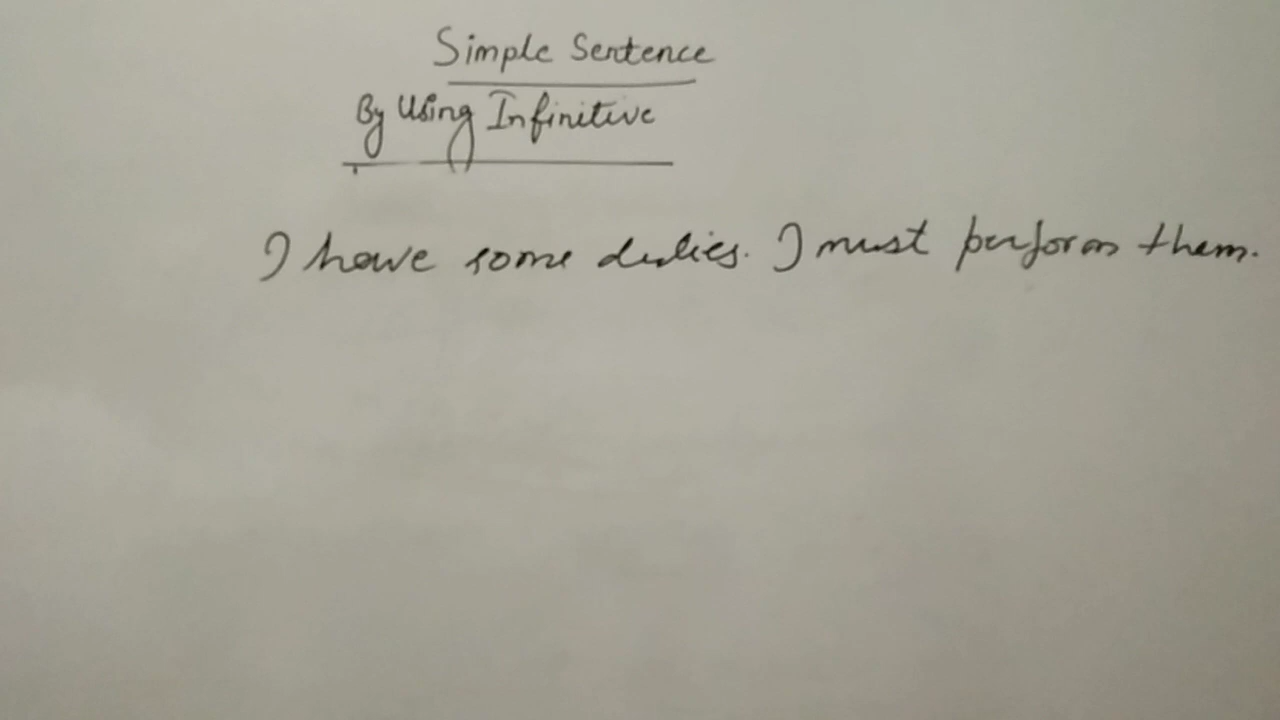 Simple Sentence
By Using Infinitive
I have some duties. I must perform them.